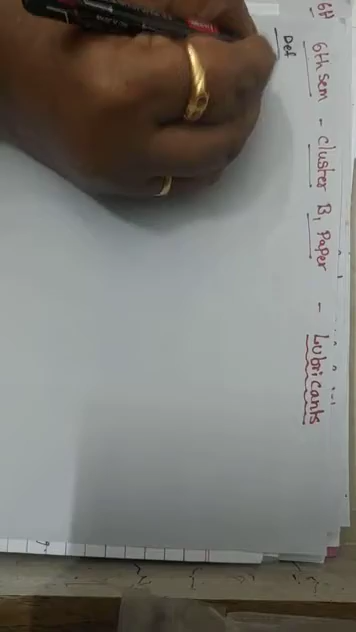 6th sem - cluster B, Paper - Lubricants
Def